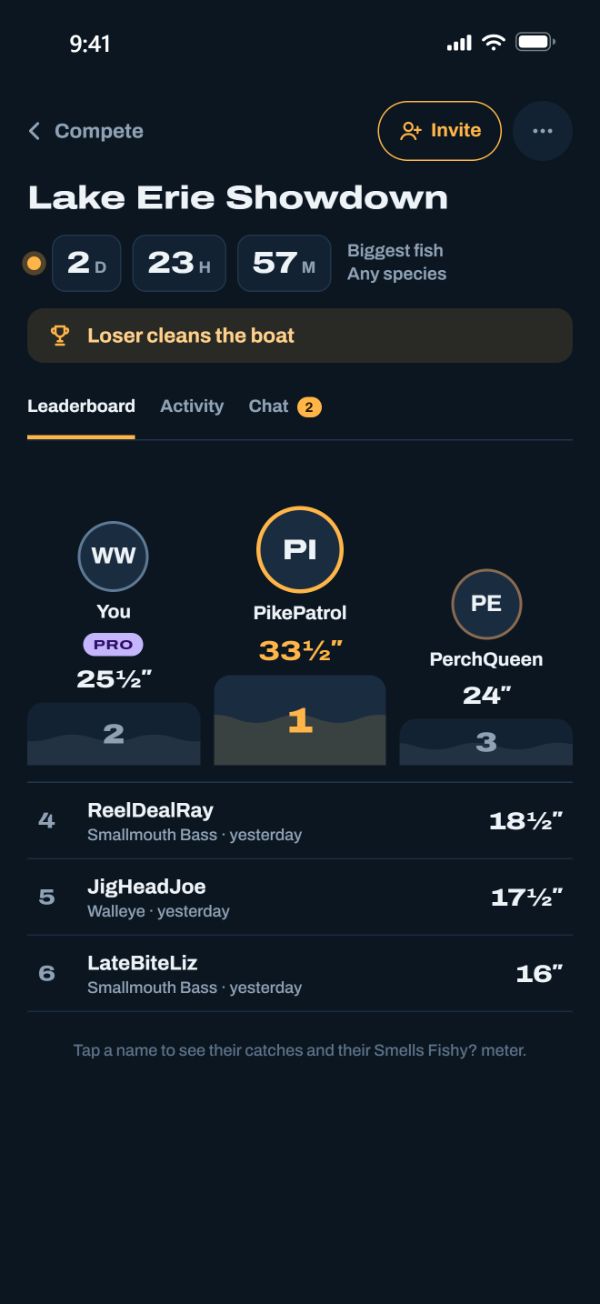 9:41
Compete
Invite
Lake Erie Showdown
2 D 23 H 57 M
Biggest fish
Any species
Loser cleans the boat
Leaderboard Activity Chat 2
WW
You
PRO
25½″
2
PI
PikePatrol
33½″
1
PE
PerchQueen
24″
3
4 ReelDealRay 18½″
Smallmouth Bass · yesterday
5 JigHeadJoe 17½″
Walleye · yesterday
6 LateBiteLiz 16″
Smallmouth Bass · yesterday
Tap a name to see their catches and their Smells Fishy? meter.